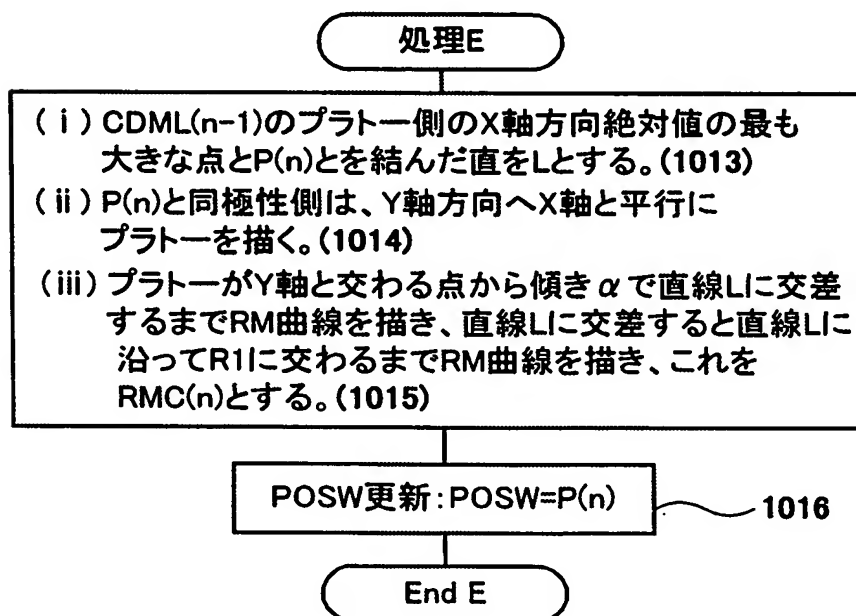 処理E
(ⅰ) CDML(n-1)のプラトー側のX軸方向絶対値の最も
大きな点とP(n)とを結んだ直をLとする。(1013)
(ⅱ) P(n)と同極性側は、Y軸方向へX軸と平行に
プラトーを描く。(1014)
(ⅲ) プラトーがY軸と交わる点から傾きαで直線Lに交差
するまでRM曲線を描き、直線Lに交差すると直線Lに
沿ってR1に交わるまでRM曲線を描き、これを
RMC(n)とする。(1015)
POSW更新:POSW=P(n)
1016
End E